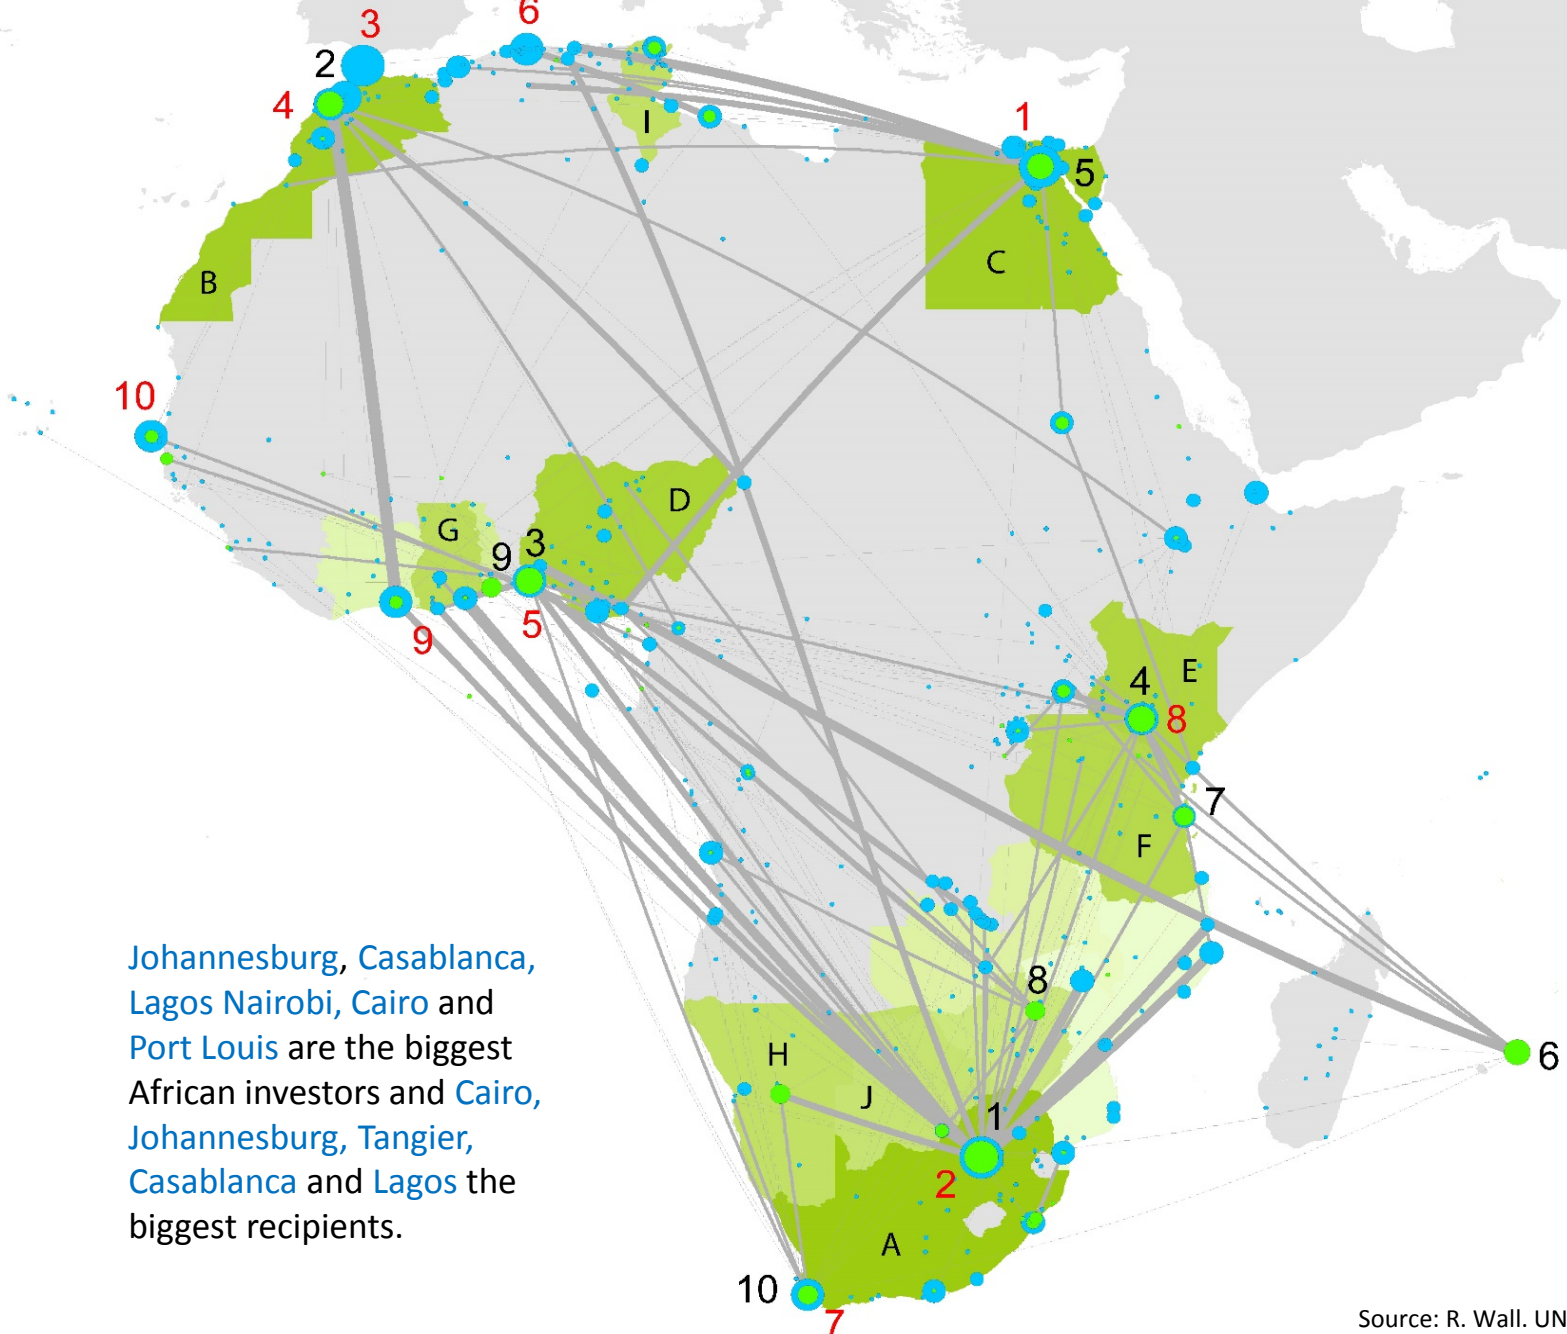 3
6
2
4
1
I
5
C
B
10
D
G
9
3
9
5
E
4
8
7
F
Johannesburg, Casablanca,
Lagos Nairobi, Cairo and
Port Louis are the biggest
African investors and Cairo,
Johannesburg, Tangier,
Casablanca and Lagos the
biggest recipients.
8
H
6
J
1
2
A
10
7
Source: R. Wall. UN